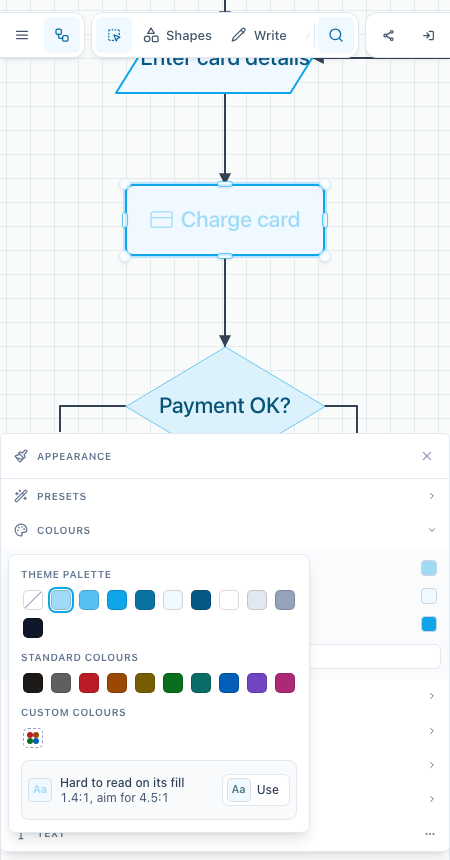 Shapes
Write
Enter card details
Charge card
Payment OK?
APPEARANCE
PRESETS
COLOURS
THEME PALETTE
STANDARD COLOURS
CUSTOM COLOURS
Aa
Hard to read on its fill
1.4:1, aim for 4.5:1
Aa
Use
TEXT